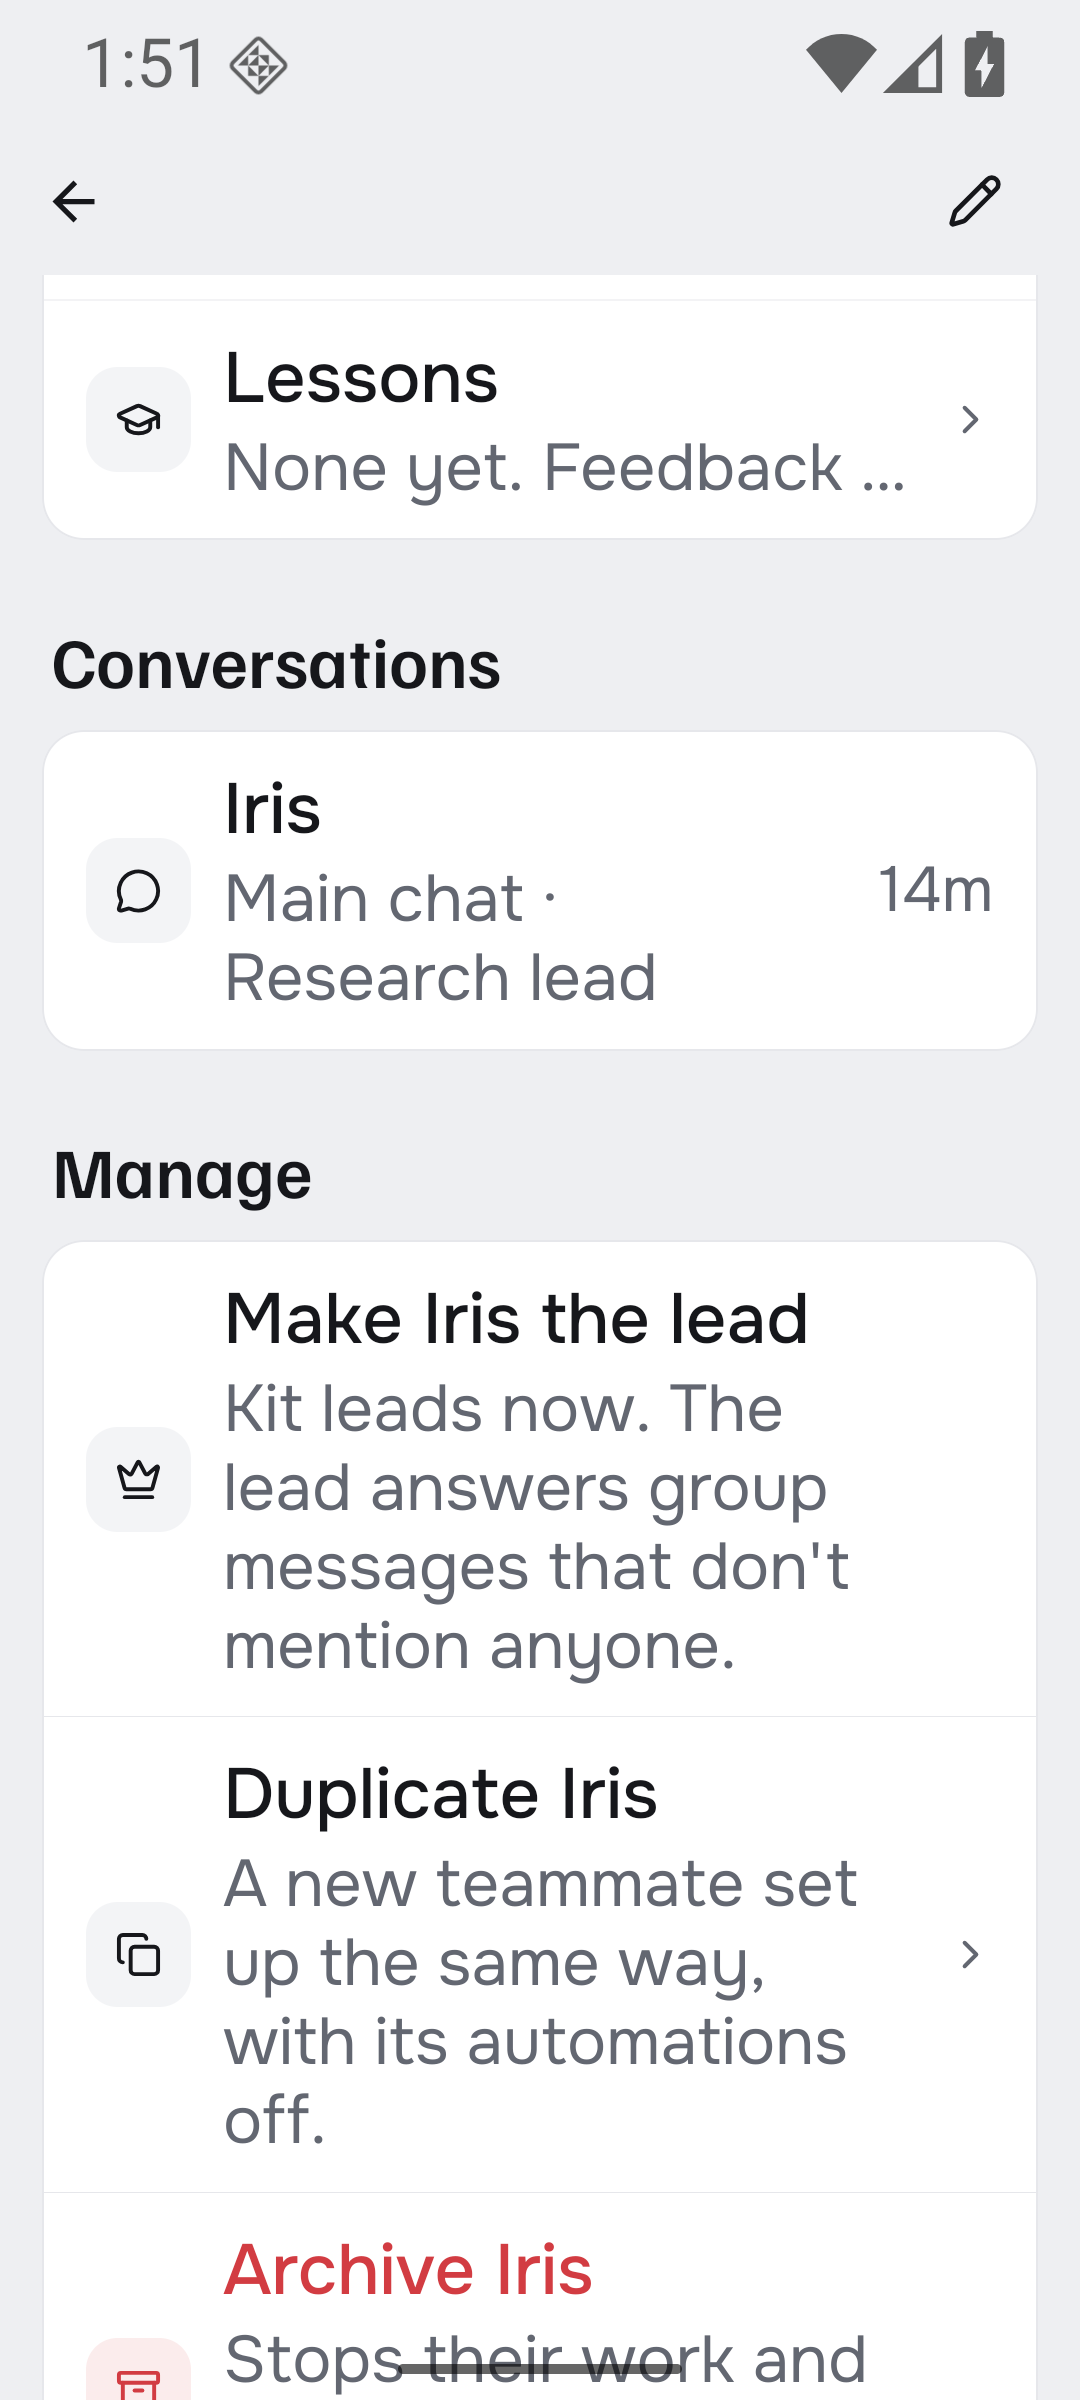 1:51
Lessons
None yet. Feedback ...
Conversations
Iris
Main chat ·
Research lead
14m
Manage
Make Iris the lead
Kit leads now. The
lead answers group
messages that don't
mention anyone.
Duplicate Iris
A new teammate set
up the same way,
with its automations
off.
Archive Iris
Stops their work and